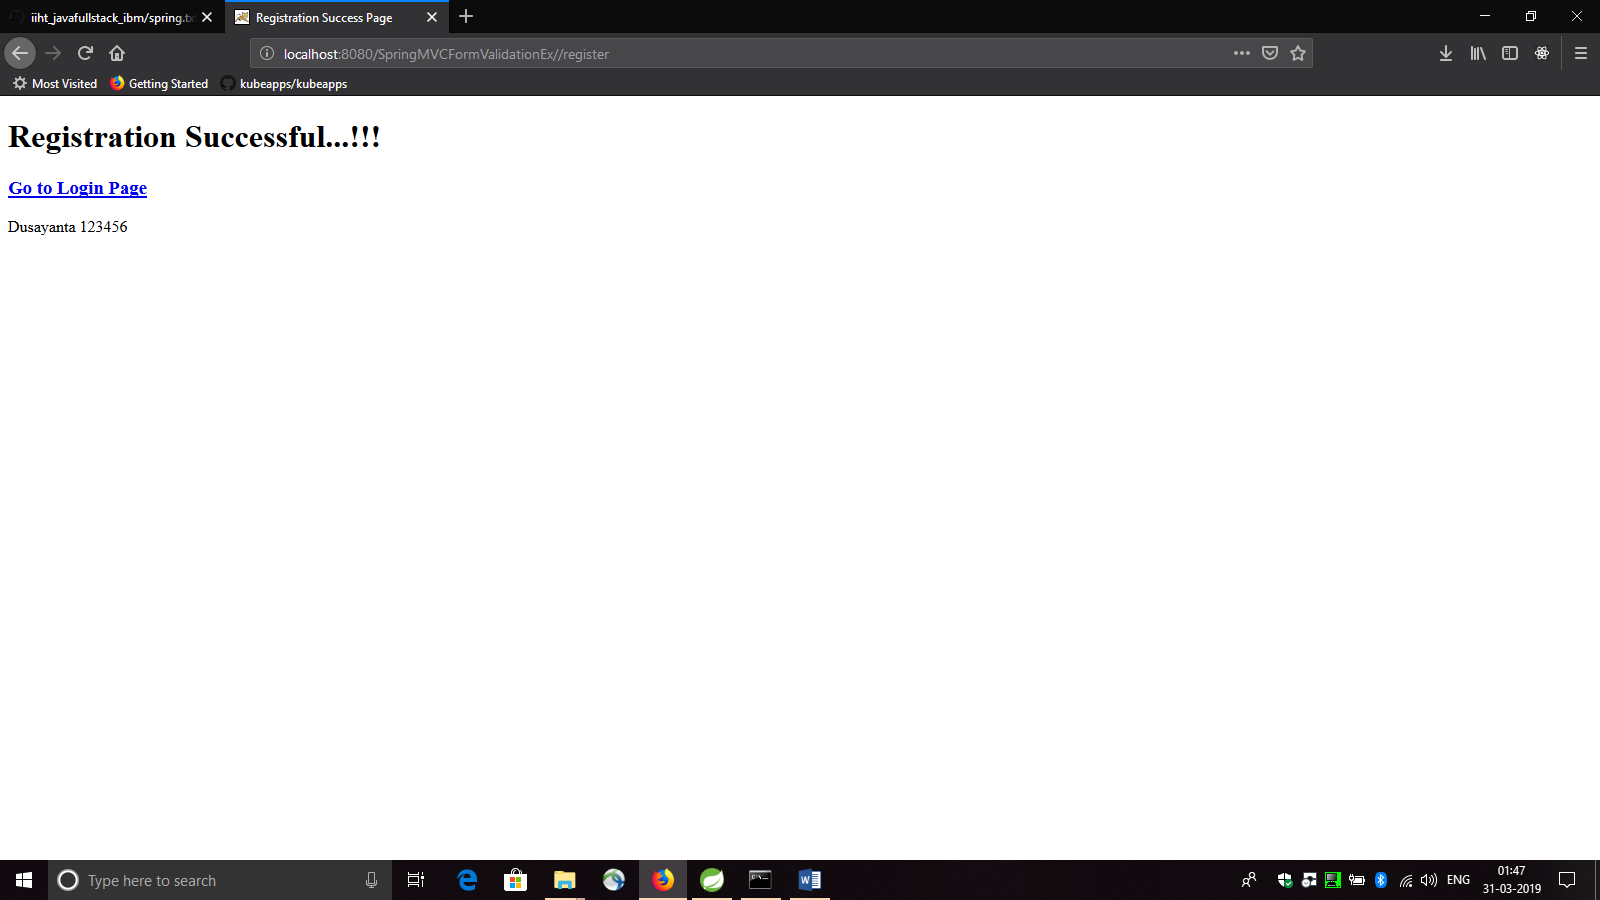 iiht_javafullstack_ibm/spring.tx
Registration Success Page
localhost:8080/SpringMVCFormValidationEx//register
Most Visited
Getting Started
kubeapps/kubeapps
Registration Successful...!!!
Go to Login Page
Dusayanta 123456
Type here to search
ENG
01:47
31-03-2019